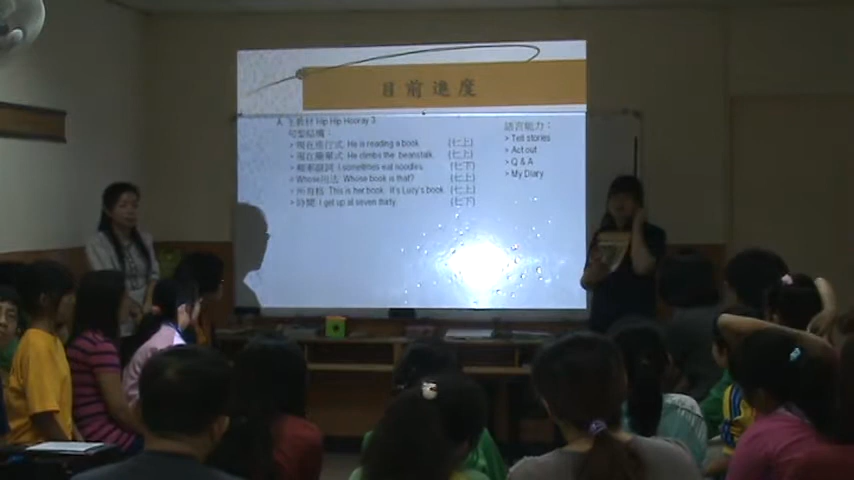 目前進度
A. 主教材 Hip Hip Hooray 3
句型結構：
> 現在進行式 He is reading a book. (七上)
> 現在簡單式 He climbs the beanstalk. (七上)
> 頻率副詞 I sometimes eat noodles. (七下)
> Whose用法 Whose book is that? (七上)
> 所有格 This is her book. It's Lucy's book. (七上)
> 時間 I get up at seven thirty. (七下)
語言能力：
> Tell stories
> Act out
> Q & A
> My Diary